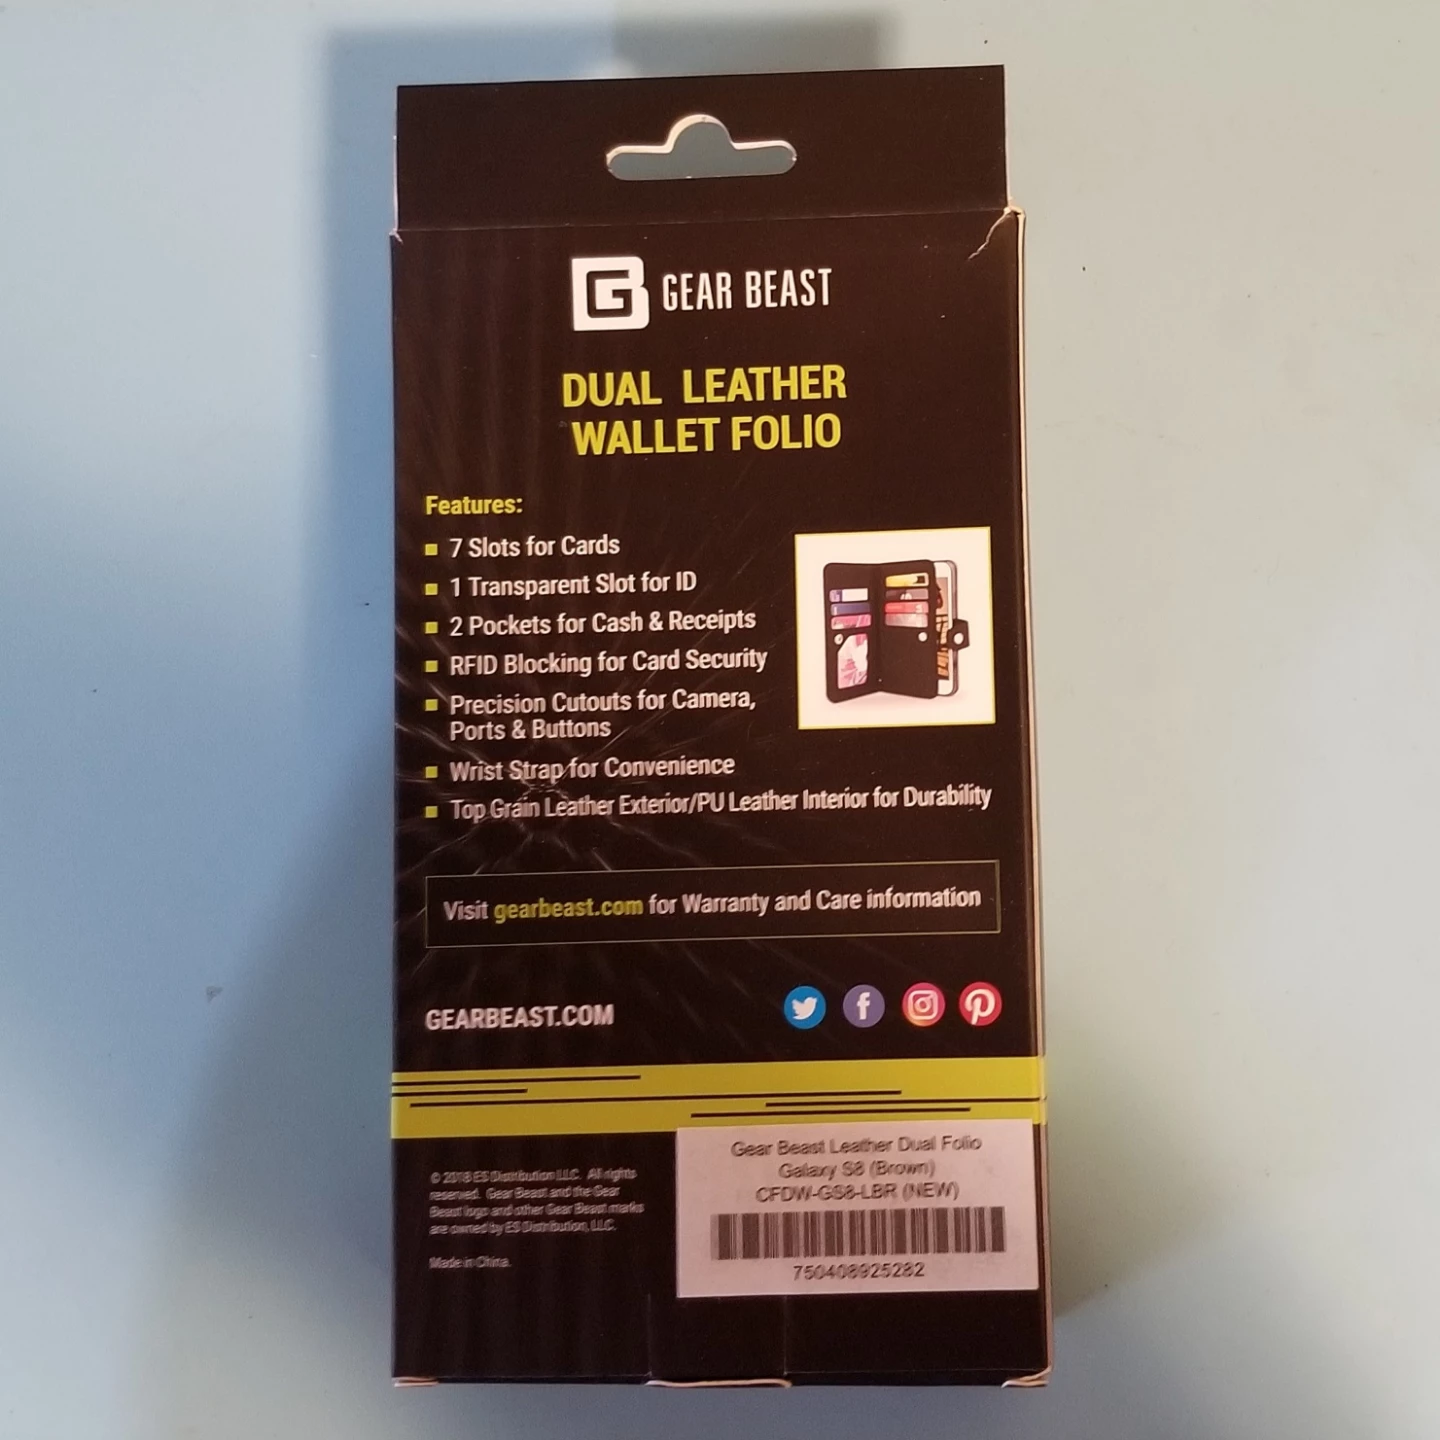 GEAR BEAST
DUAL LEATHER
WALLET FOLIO
Features:
7 Slots for Cards
1 Transparent Slot for ID
2 Pockets for Cash & Receipts
RFID Blocking for Card Security
Precision Cutouts for Camera,
Ports & Buttons
Wrist Strap for Convenience
Top Grain Leather Exterior/PU Leather Interior for Durability
Visit gearbeast.com for Warranty and Care information
GEARBEAST.COM
© 2018 ES Distribution LLC. All rights
reserved. Gear Beast and the Gear
Beast logo and other Gear Beast marks
are owned by ES Distribution, LLC.
Made in China.
Gear Beast Leather Dual Folio
Galaxy S8 (Brown)
CFDW-GS8-LBR (NEW)
750408925282